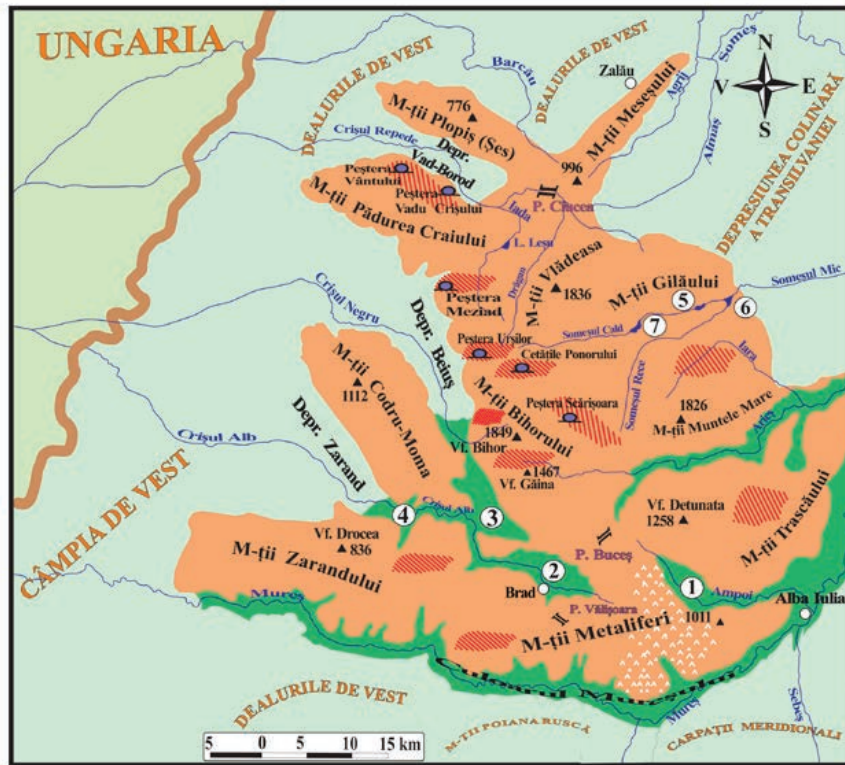 UNGARIA
DEALURILE DE VEST
Barcău
DEALURILE DE VEST
Zalău
Someș
Agrij
Almaș
N
V
E
S
776
M-ții Plopiș (Șes)
M-ții Meseșului
Crișul Repede
Depr.
Vad-Borod
996
Peștera
Vântului
Peștera
Vadu Crișului
P. Ciucea
Iada
DEPRESIUNEA COLINARĂ
A TRANSILVANIEI
M-ții Pădurea Craiului
L. Leșu
Drăgan
M-ții Vlădeasa
1836
M-ții Gilăului
Someșul Mic
5
6
7
Crișul Negru
Peștera
Meziad
Depr. Beiuș
Peștera Urșilor
Someșul Cald
Cetățile Ponorului
Someșul Rece
Iara
M-ții Codru-Moma
1112
Peștera Scărișoara
1826
M-ții Muntele Mare
Arieș
M-ții Bihorului
1849
Vf. Bihor
1467
Vf. Găina
Depr. Zarand
Crișul Alb
CÂMPIA DE VEST
4
Crișul Alb
3
Vf. Detunata
1258
M-ții Trascăului
Vf. Drocea
836
M-ții Zarandului
P. Buceș
2
Brad
1
Ampoi
Alba Iulia
Mureș
P. Vălișoara
M-ții Metaliferi
1011
Culoarul Mureșului
Mureș
Sebeș
DEALURILE DE VEST
M-ȚII POIANA RUSCĂ
CARPAȚII MERIDIONALI
5 0 5 10 15 km